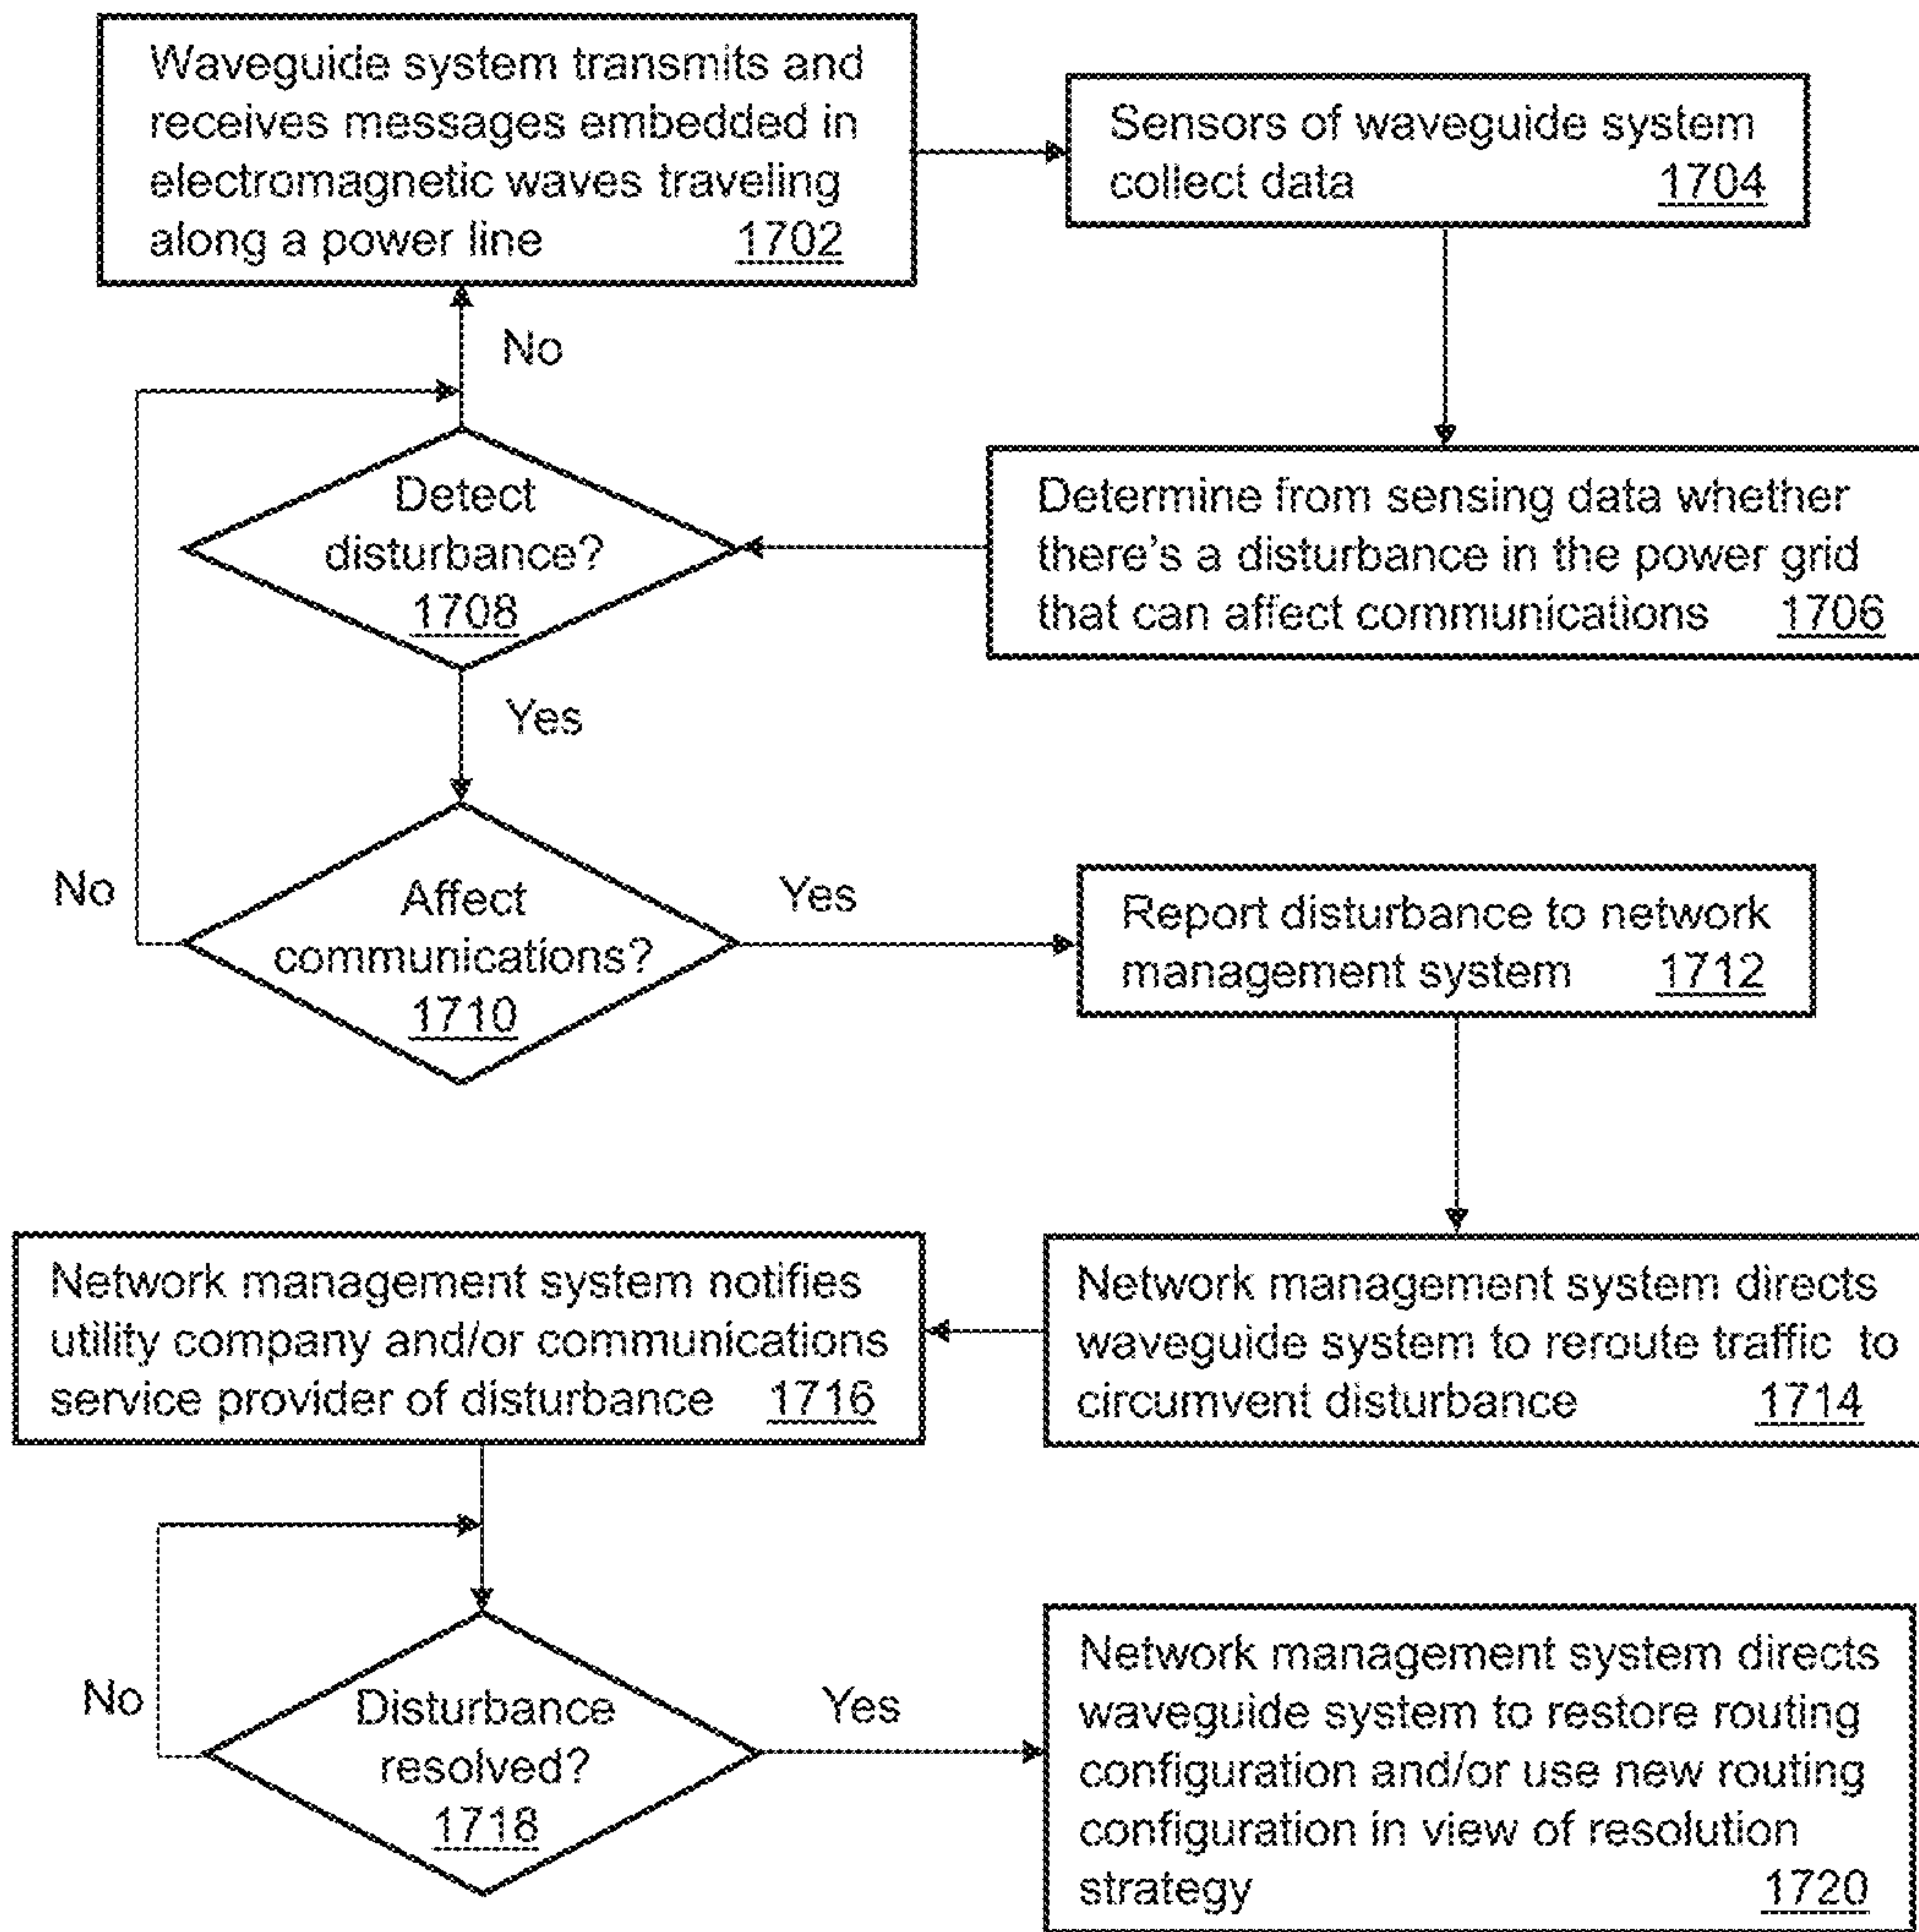 Waveguide system transmits and
receives messages embedded in
electromagnetic waves traveling
along a power line 1702
Sensors of waveguide system
collect data 1704
No
Detect
disturbance?
1708
Determine from sensing data whether
there's a disturbance in the power grid
that can affect communications 1706
Yes
No
Affect
communications?
1710
Yes
Report disturbance to network
management system 1712
Network management system notifies
utility company and/or communications
service provider of disturbance 1716
Network management system directs
waveguide system to reroute traffic to
circumvent disturbance 1714
No
Disturbance
resolved?
1718
Yes
Network management system directs
waveguide system to restore routing
configuration and/or use new routing
configuration in view of resolution
strategy 1720